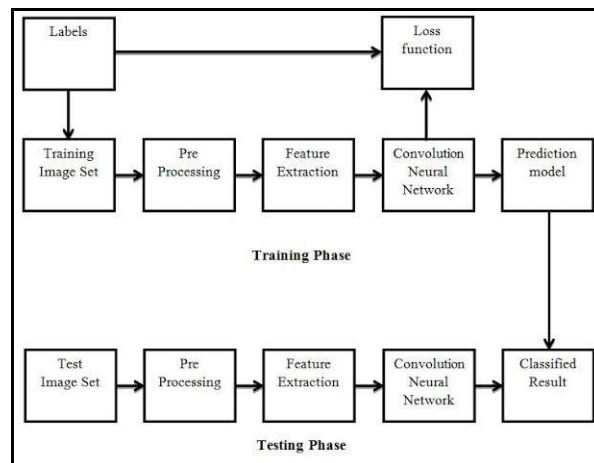 Labels
Loss
function
Training
Image Set
Pre
Processing
Feature
Extraction
Convolution
Neural
Network
Prediction
model
Training Phase
Test
Image Set
Pre
Processing
Feature
Extraction
Convolution
Neural
Network
Classified
Result
Testing Phase